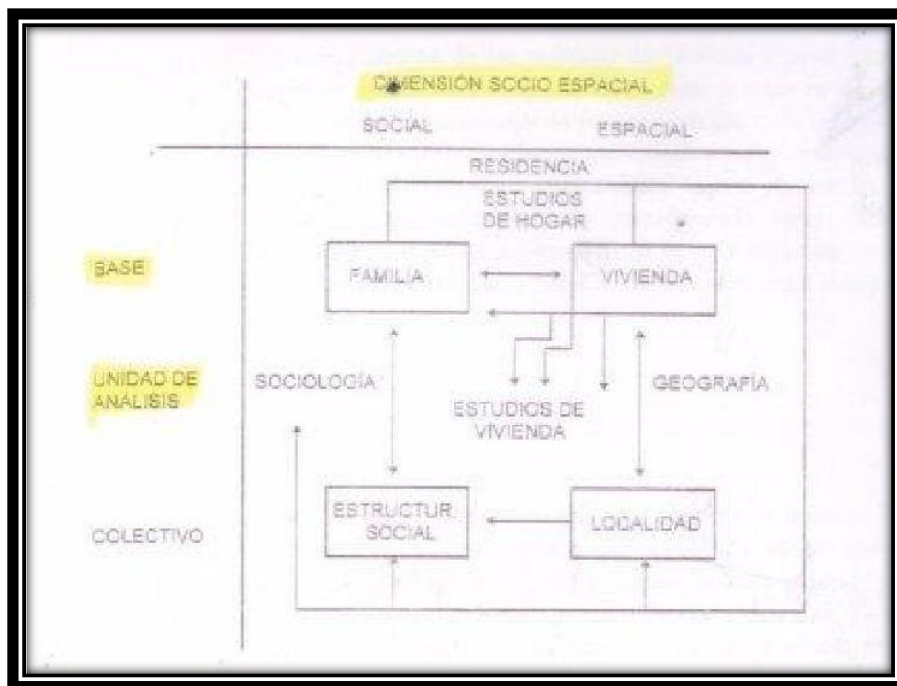 DIMENSIÓN SOCIO ESPACIAL
SOCIAL ESPACIAL
RESIDENCIA
ESTUDIOS
DE HOGAR
BASE
FAMILIA
VIVIENDA
UNIDAD DE
ANÁLISIS
SOCIOLOGÍA
GEOGRAFÍA
ESTUDIOS DE
VIVIENDA
COLECTIVO
ESTRUCTUR.
SOCIAL
LOCALIDAD